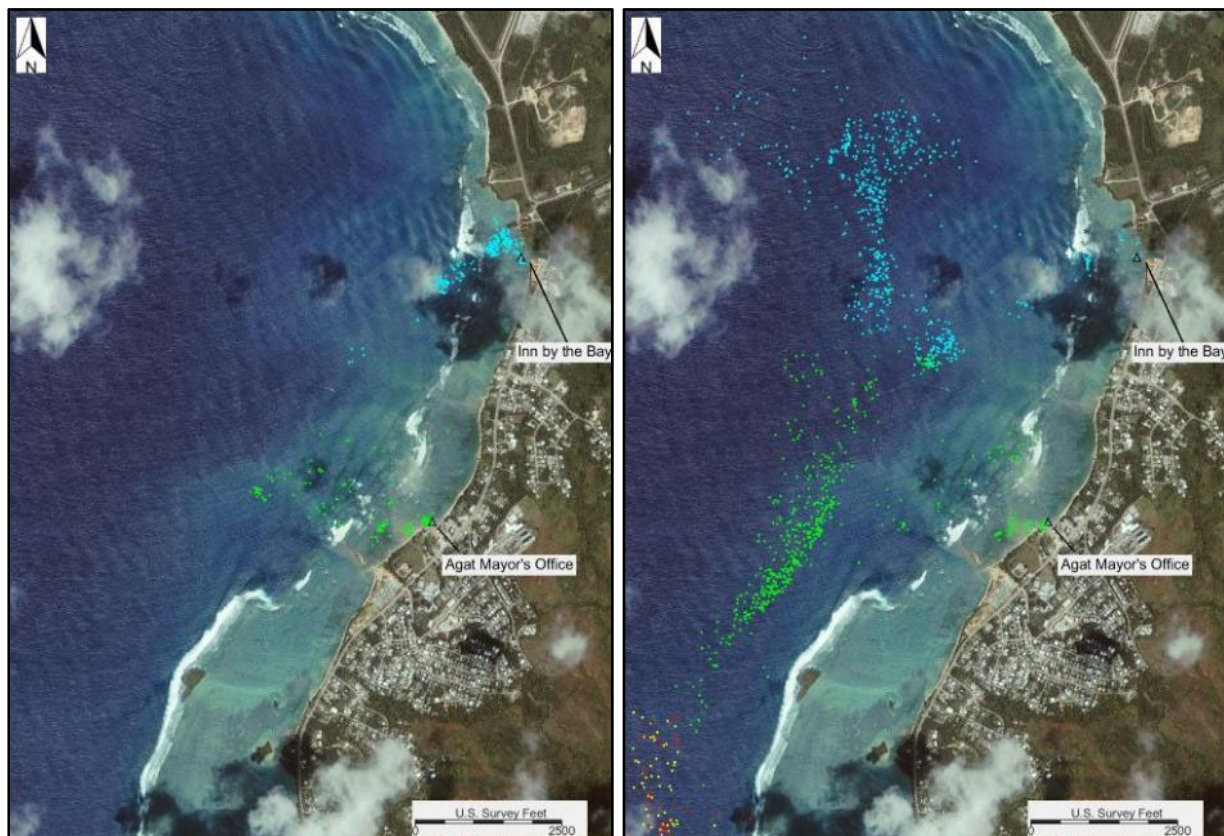 N
Inn by the Bay
Agat Mayor's Office
U.S. Survey Feet
0
2500
N
Inn by the Bay
Agat Mayor's Office
U.S. Survey Feet
0
2500